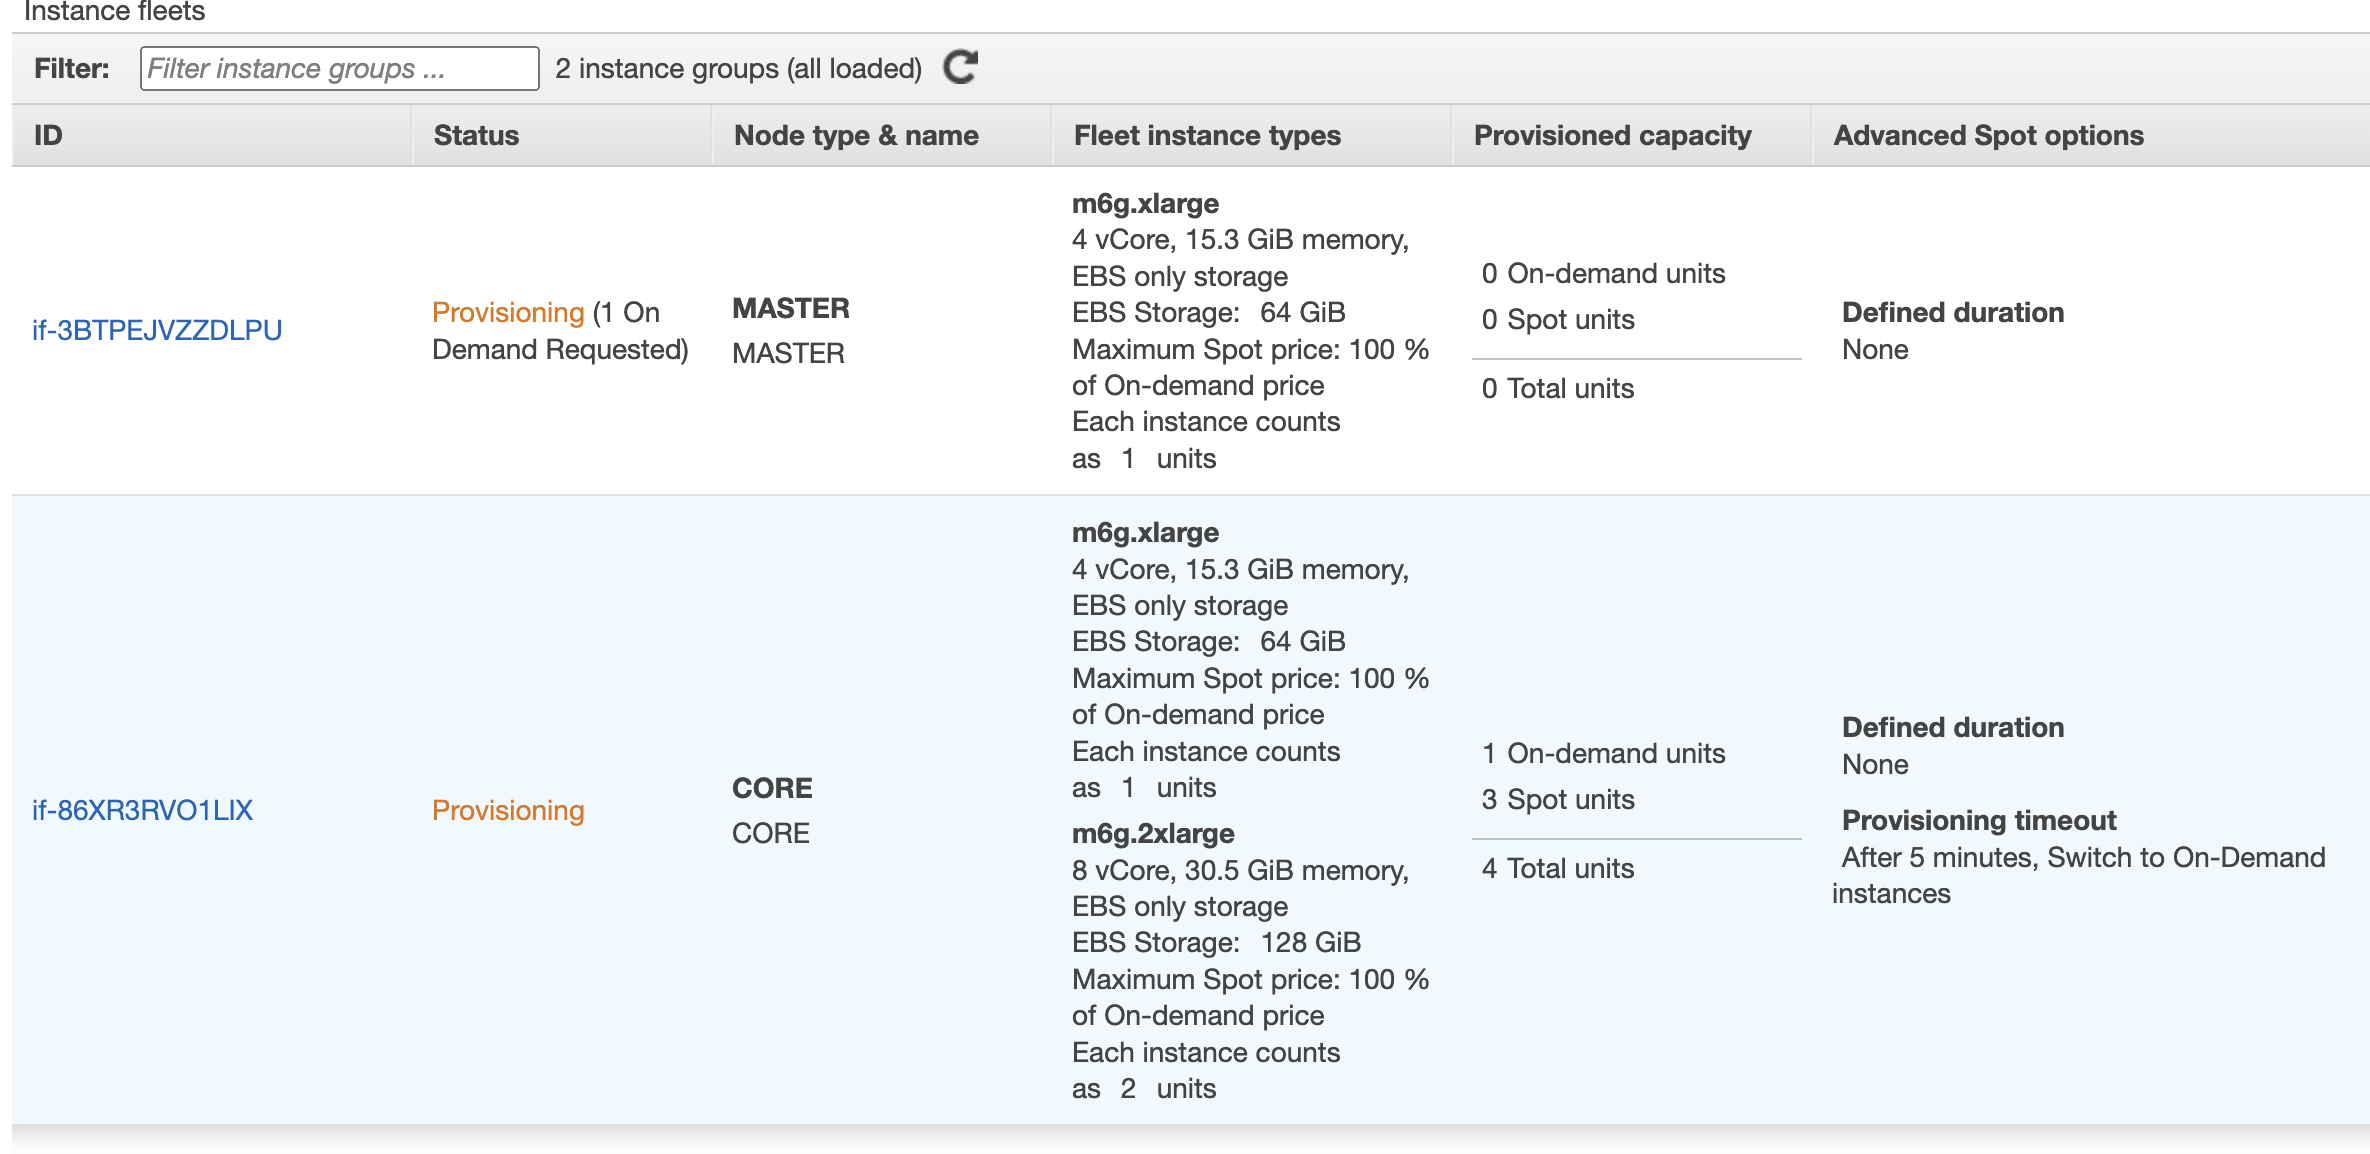 Instance fleets
Filter: Filter instance groups ... 2 instance groups (all loaded)
ID Status Node type & name Fleet instance types Provisioned capacity Advanced Spot options
if-3BTPEJVZZDLPU
Provisioning (1 On
Demand Requested)
MASTER
MASTER
m6g.xlarge
4 vCore, 15.3 GiB memory,
EBS only storage
EBS Storage: 64 GiB
Maximum Spot price: 100 %
of On-demand price
Each instance counts
as 1 units
0 On-demand units
0 Spot units
0 Total units
Defined duration
None
if-86XR3RVO1LIX
Provisioning
CORE
CORE
m6g.xlarge
4 vCore, 15.3 GiB memory,
EBS only storage
EBS Storage: 64 GiB
Maximum Spot price: 100 %
of On-demand price
Each instance counts
as 1 units
m6g.2xlarge
8 vCore, 30.5 GiB memory,
EBS only storage
EBS Storage: 128 GiB
Maximum Spot price: 100 %
of On-demand price
Each instance counts
as 2 units
1 On-demand units
3 Spot units
4 Total units
Defined duration
None
Provisioning timeout
After 5 minutes, Switch to On-Demand
instances